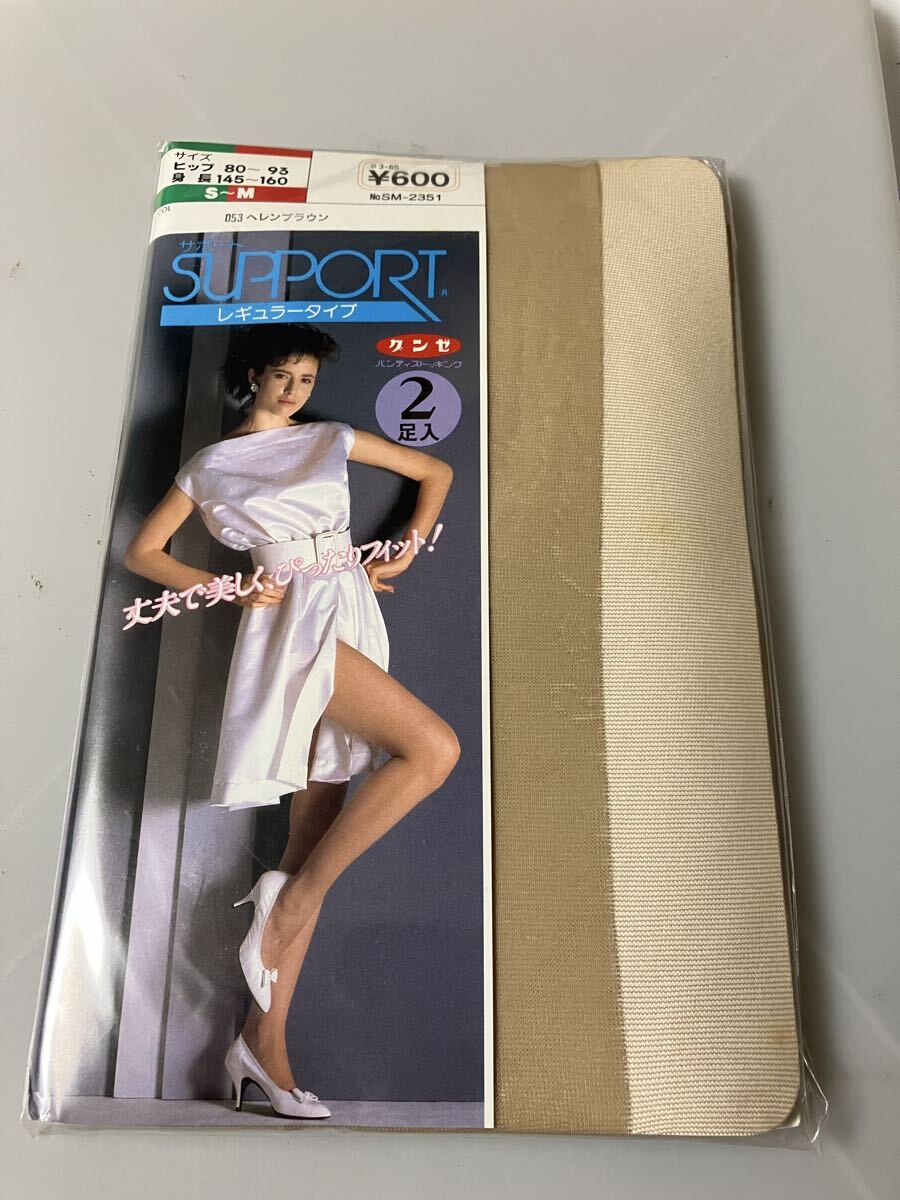 サイズ
ヒップ 80〜93
身長 145〜160
S〜M
3-65
¥600
№SM-2351
COL
053 ヘレンブラウン
サポート
SUPPORT®
レギュラータイプ
グンゼ
パンティストッキング
2
足入
丈夫で美しく、ぴったりフィット!